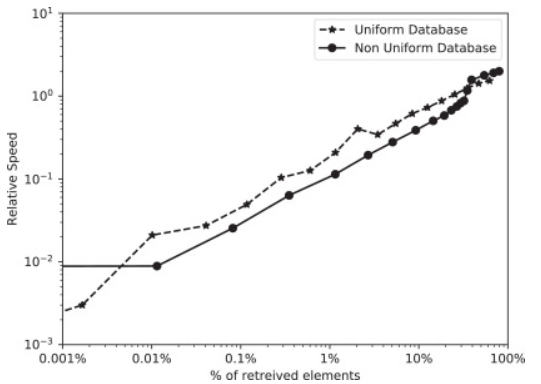 10^1
Uniform Database
Non Uniform Database
10^0
Relative Speed
10^-1
10^-2
10^-3
0.001% 0.01% 0.1% 1% 10% 100%
% of retreived elements